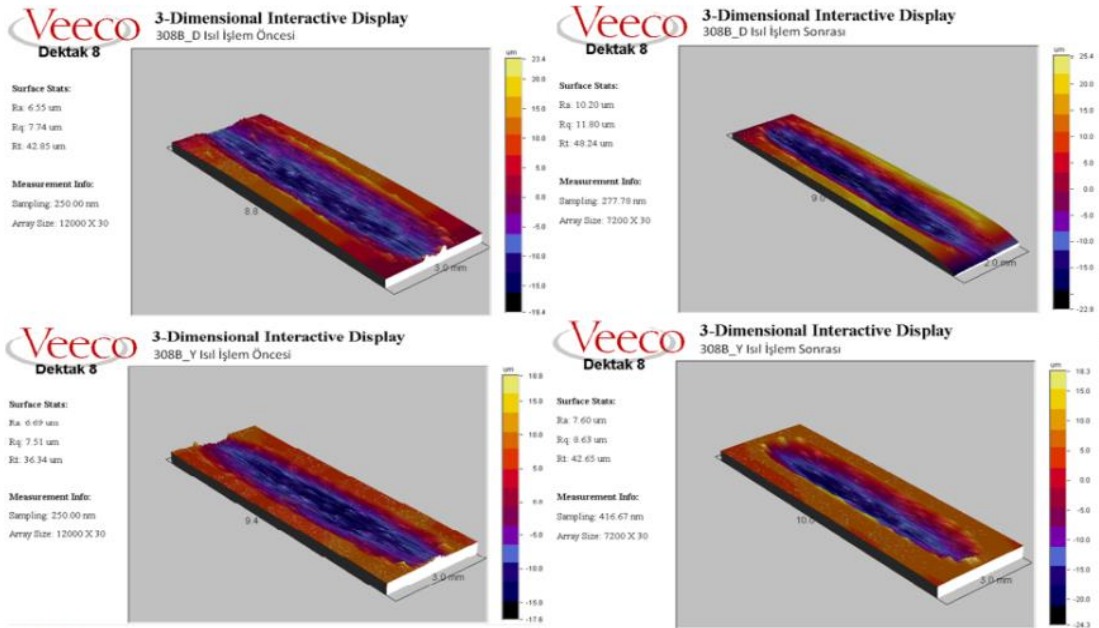 Veeco
Dektak 8
3-Dimensional Interactive Display
308B_D Isıl İşlem Öncesi
Surface Stats:
Ra: 6.55 um
Rq: 7.74 um
Rt: 42.85 um
Measurement Info:
Sampling: 250.00 nm
Array Size: 12000 X 30
8.8
3.0 mm
um
23.4
20.0
15.0
10.0
5.0
0.0
-5.0
-10.0
-15.0
-19.4
Veeco
Dektak 8
3-Dimensional Interactive Display
308B_D Isıl İşlem Sonrası
Surface Stats:
Ra: 10.20 um
Rq: 11.80 um
Rt: 48.24 um
Measurement Info:
Sampling: 277.78 nm
Array Size: 7200 X 30
9.0
2.0 mm
um
25.4
20.0
15.0
10.0
5.0
0.0
-5.0
-10.0
-15.0
-22.8
Veeco
Dektak 8
3-Dimensional Interactive Display
308B_Y Isıl İşlem Öncesi
Surface Stats:
Ra: 6.69 um
Rq: 7.51 um
Rt: 36.34 um
Measurement Info:
Sampling: 250.00 nm
Array Size: 12000 X 30
9.4
3.0 mm
um
18.8
15.0
10.0
5.0
0.0
-5.0
-10.0
-15.0
-17.6
Veeco
Dektak 8
3-Dimensional Interactive Display
308B_Y Isıl İşlem Sonrası
Surface Stats:
Ra: 7.60 um
Rq: 8.63 um
Rt: 42.65 um
Measurement Info:
Sampling: 416.67 nm
Array Size: 7200 X 30
10.0
3.0 mm
um
18.3
15.0
10.0
5.0
0.0
-5.0
-10.0
-15.0
-20.0
-24.3